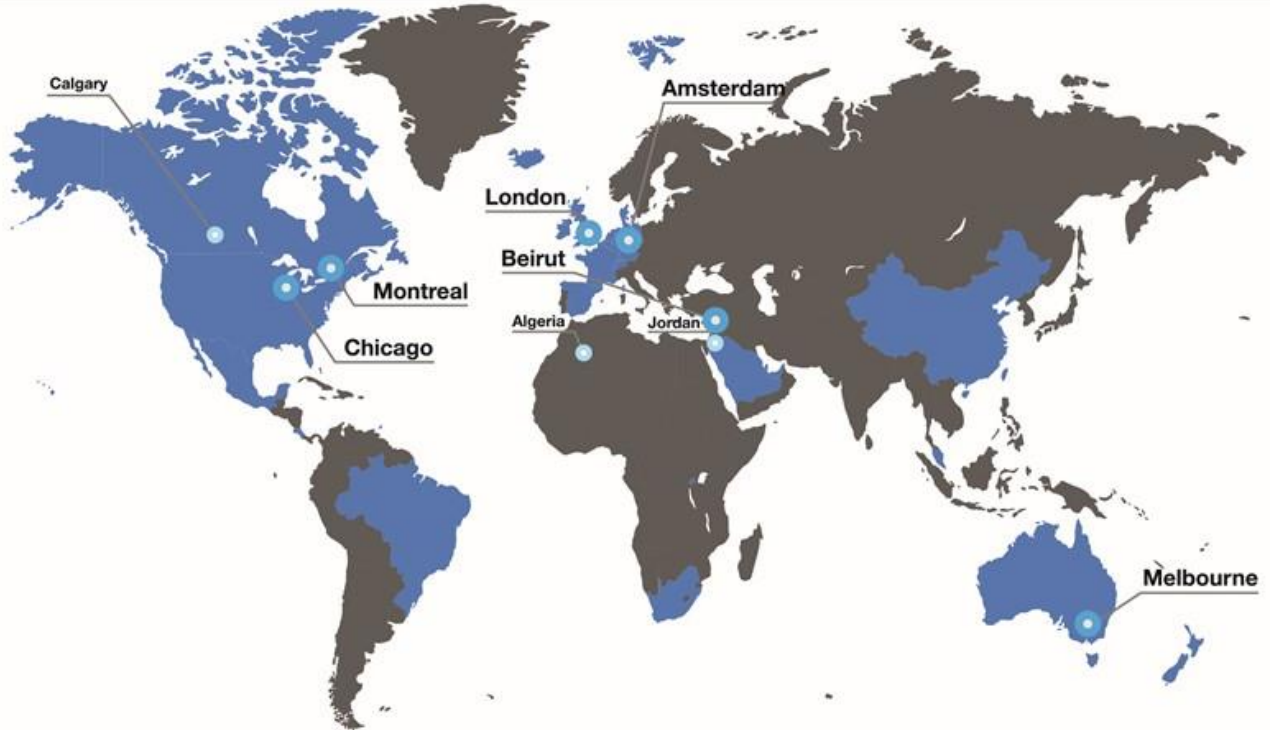 Calgary
Amsterdam
London
Beirut
Montreal
Algeria
Jordan
Chicago
Melbourne